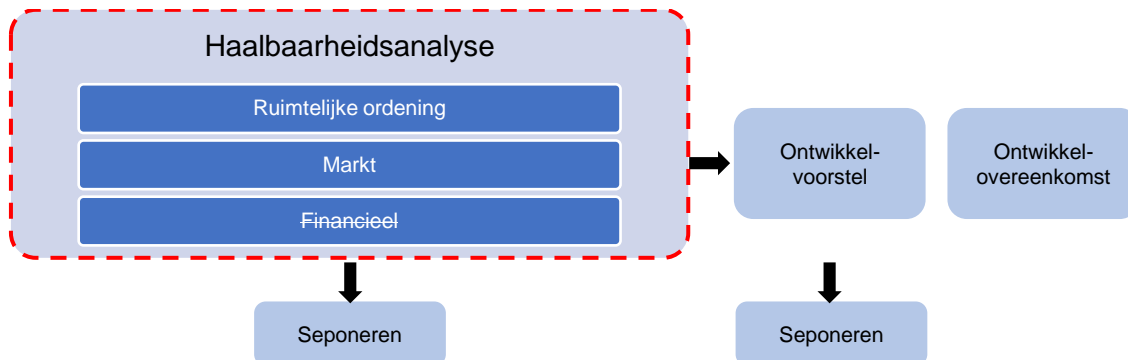 Haalbaarheidsanalyse
Ruimtelijke ordening
Markt
Financieel
Ontwikkel-
voorstel
Ontwikkel-
overeenkomst
Seponeren
Seponeren